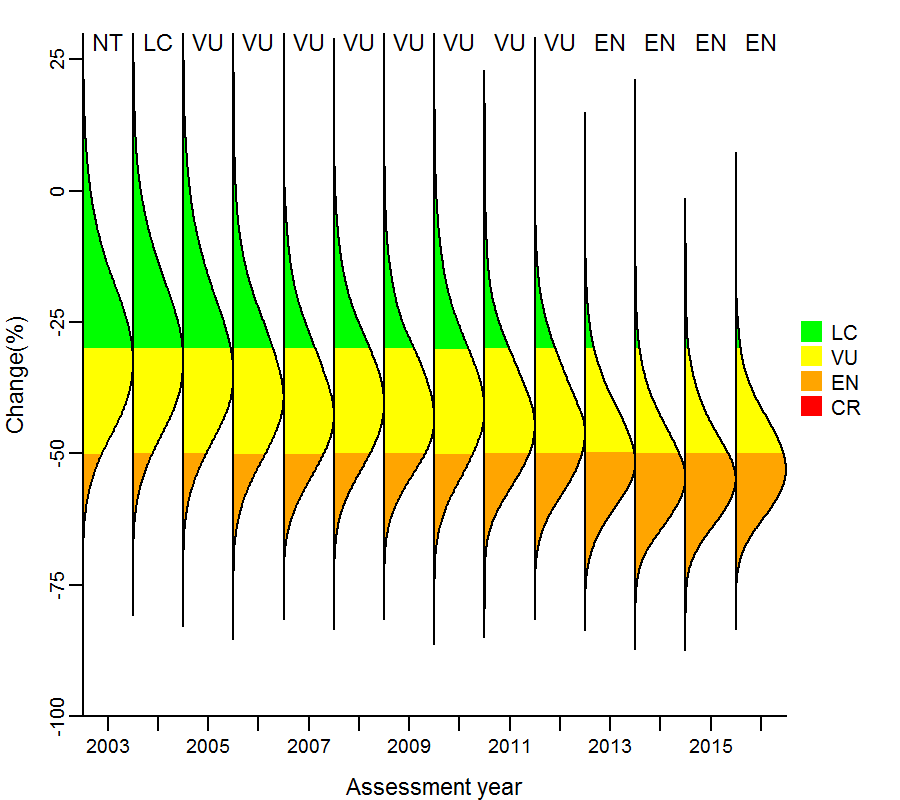 NT LC VU VU VU VU VU VU VU VU EN EN EN EN
25
0
25
-50
-75
-100
Change(%)
LC
VU
EN
CR
2003 2005 2007 2009 2011 2013 2015
Assessment year